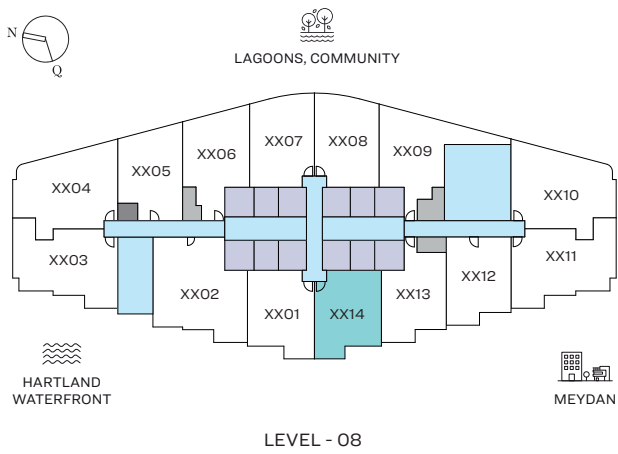 N
Q
LAGOONS, COMMUNITY
XX07 XX08
XX06 XX09
XX05
XX04 XX10
XX03 XX11
XX02 XX13 XX12
XX01 XX14
HARTLAND
WATERFRONT
MEYDAN
LEVEL - 08